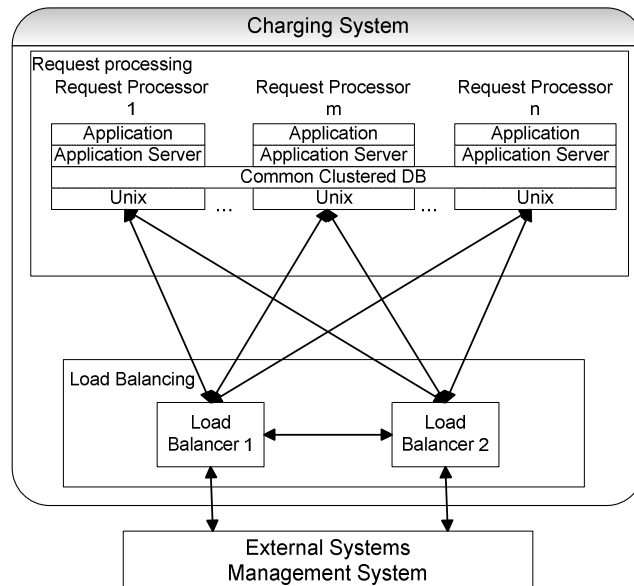 Charging System
Request processing
Request Processor 1
Request Processor m
Request Processor n
Application
Application
Application
Application Server
Application Server
Application Server
Common Clustered DB
Unix
...
Unix
...
Unix
Load Balancing
Load Balancer 1
Load Balancer 2
External Systems
Management System